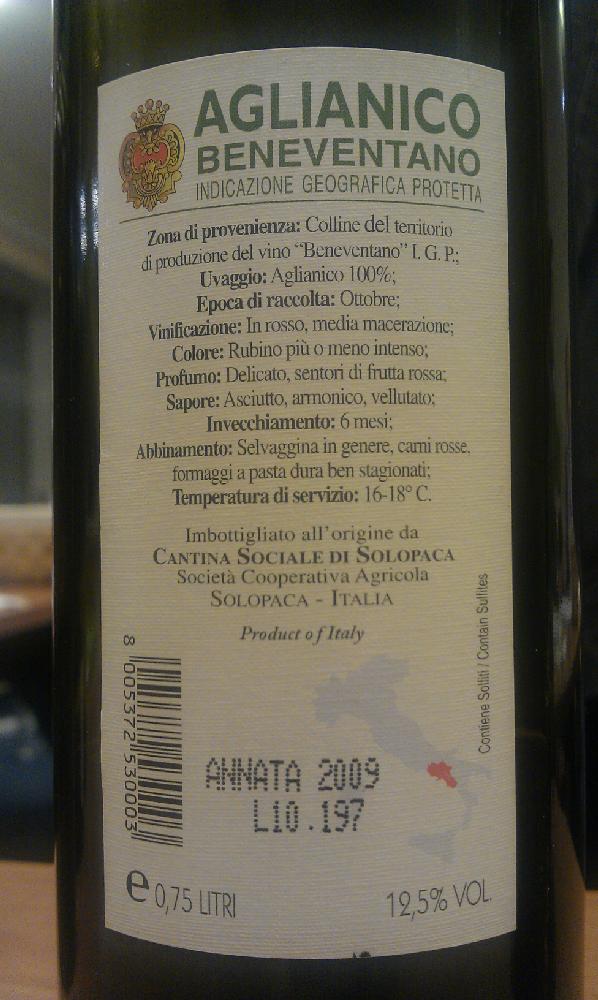 AGLIANICO
BENEVENTANO
INDICAZIONE GEOGRAFICA PROTETTA
Zona di provenienza: Colline del territorio
di produzione del vino “Beneventano” I. G. P.;
Uvaggio: Aglianico 100%;
Epoca di raccolta: Ottobre;
Vinificazione: In rosso, media macerazione;
Colore: Rubino più o meno intenso;
Profumo: Delicato, sentori di frutta rossa;
Sapore: Asciutto, armonico, vellutato;
Invecchiamento: 6 mesi;
Abbinamento: Selvaggina in genere, carni rosse,
formaggi a pasta dura ben stagionati;
Temperatura di servizio: 16-18° C.
Imbottigliato all'origine da
CANTINA SOCIALE DI SOLOPACA
Società Cooperativa Agricola
SOLOPACA - ITALIA
Product of Italy
Contiene Solfiti / Contain Sulfites
8 005372 530003
ANNATA 2009
L10.197
e 0,75 LITRI
12,5% VOL.